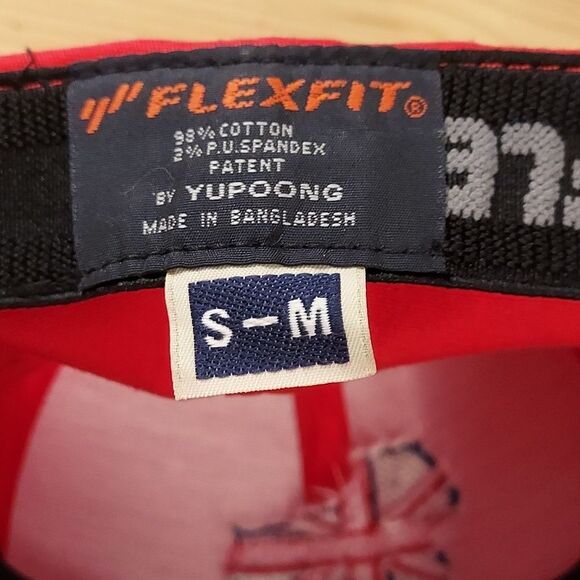 FLEXFIT®
98% COTTON
2% P.U.SPANDEX
PATENT
BY YUPOONG
MADE IN BANGLADESH
S-M